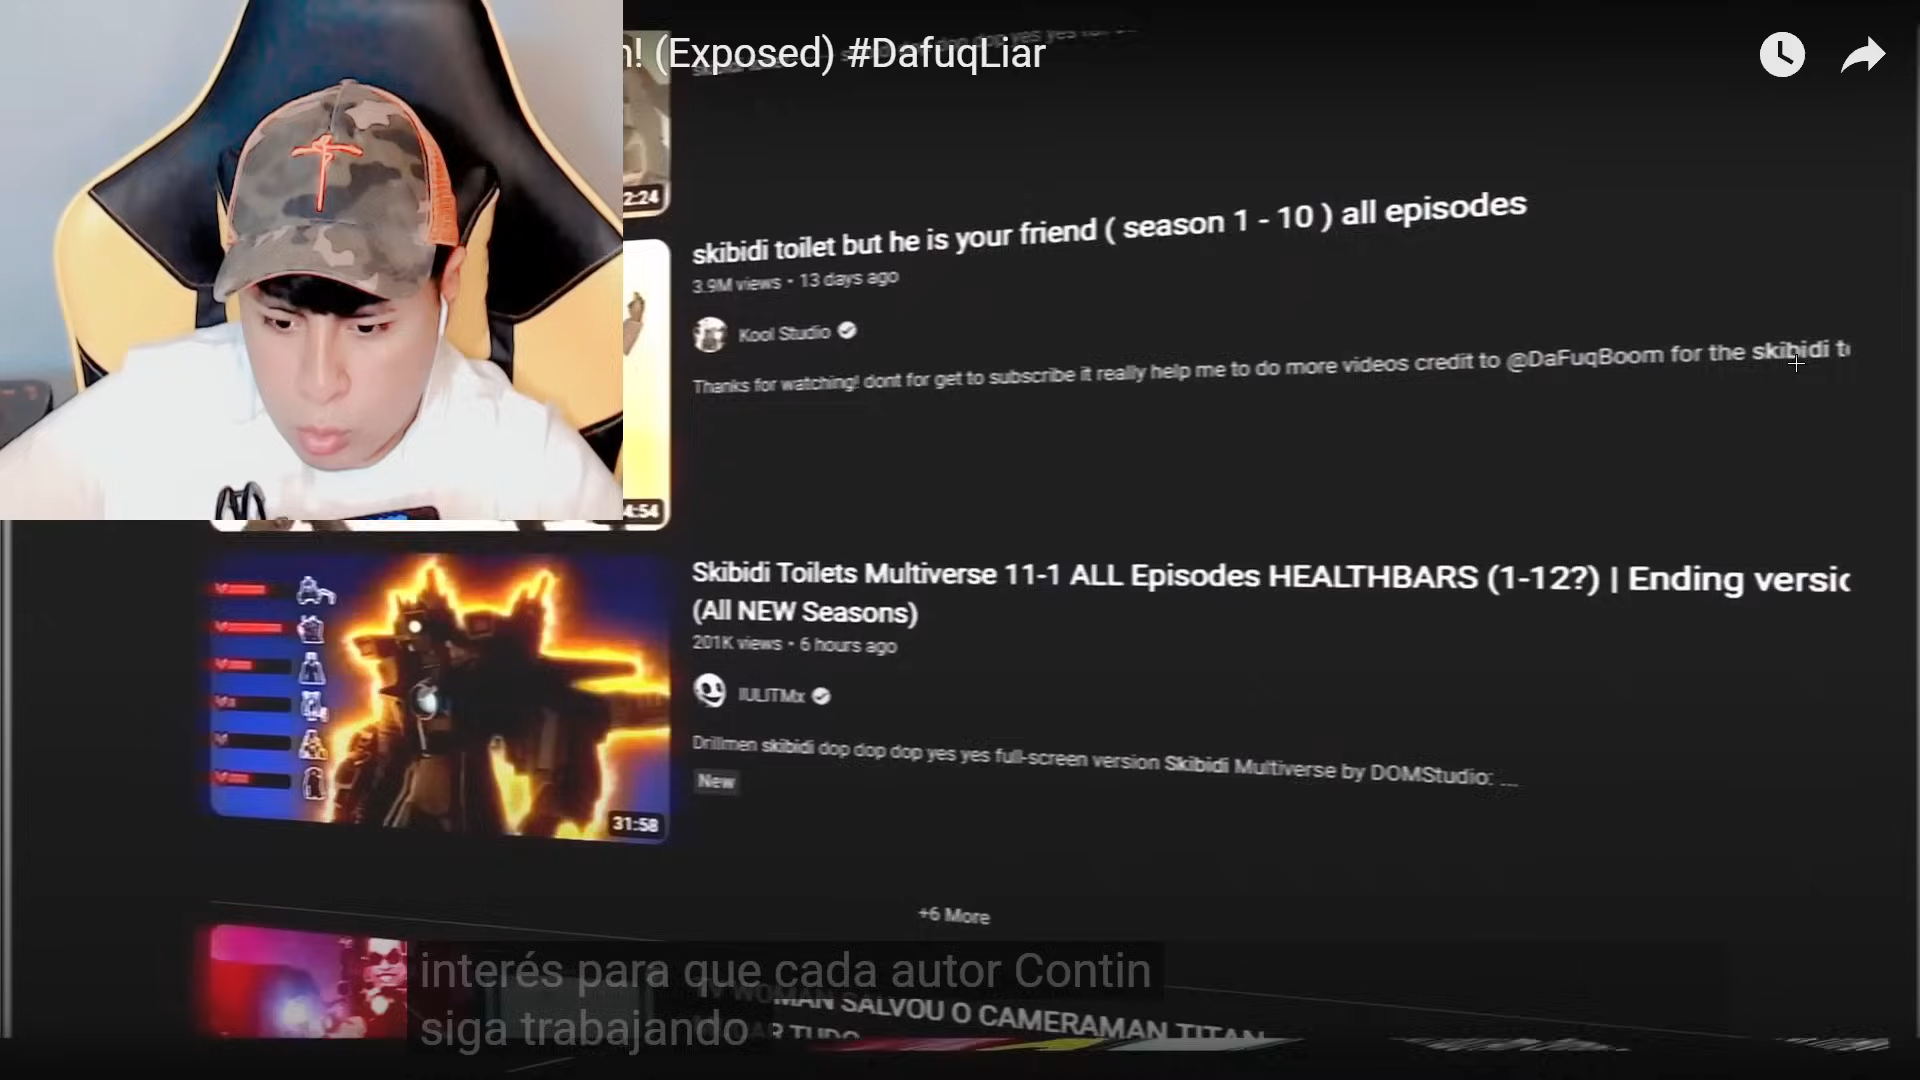 ! (Exposed) #DafuqLiar
2:24
skibidi toilet but he is your friend ( season 1 - 10 ) all episodes
3.9M views • 13 days ago
Kool Studio
Thanks for watching! dont for get to subscribe it really help me to do more videos credit to @DaFuqBoom for the skibidi t
4:54
Skibidi Toilets Multiverse 11-1 ALL Episodes HEALTHBARS (1-12?) | Ending versic
(All NEW Seasons)
201K views • 6 hours ago
IULITMx
Drillmen skibidi dop dop dop yes yes full-screen version Skibidi Multiverse by DOMStudio: ...
New
31:58
+6 More
interés para que cada autor Contin
siga trabajando
WOMAN SALVOU O CAMERAMAN TITAN
TUDO